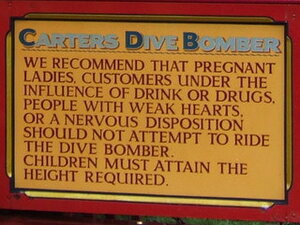 CARTERS DIVE BOMBER
WE RECOMMEND THAT PREGNANT
LADIES, CUSTOMERS UNDER THE
INFLUENCE OF DRINK OR DRUGS,
PEOPLE WITH WEAK HEARTS,
OR A NERVOUS DISPOSITION
SHOULD NOT ATTEMPT TO RIDE
THE DIVE BOMBER.
CHILDREN MUST ATTAIN THE
HEIGHT REQUIRED.